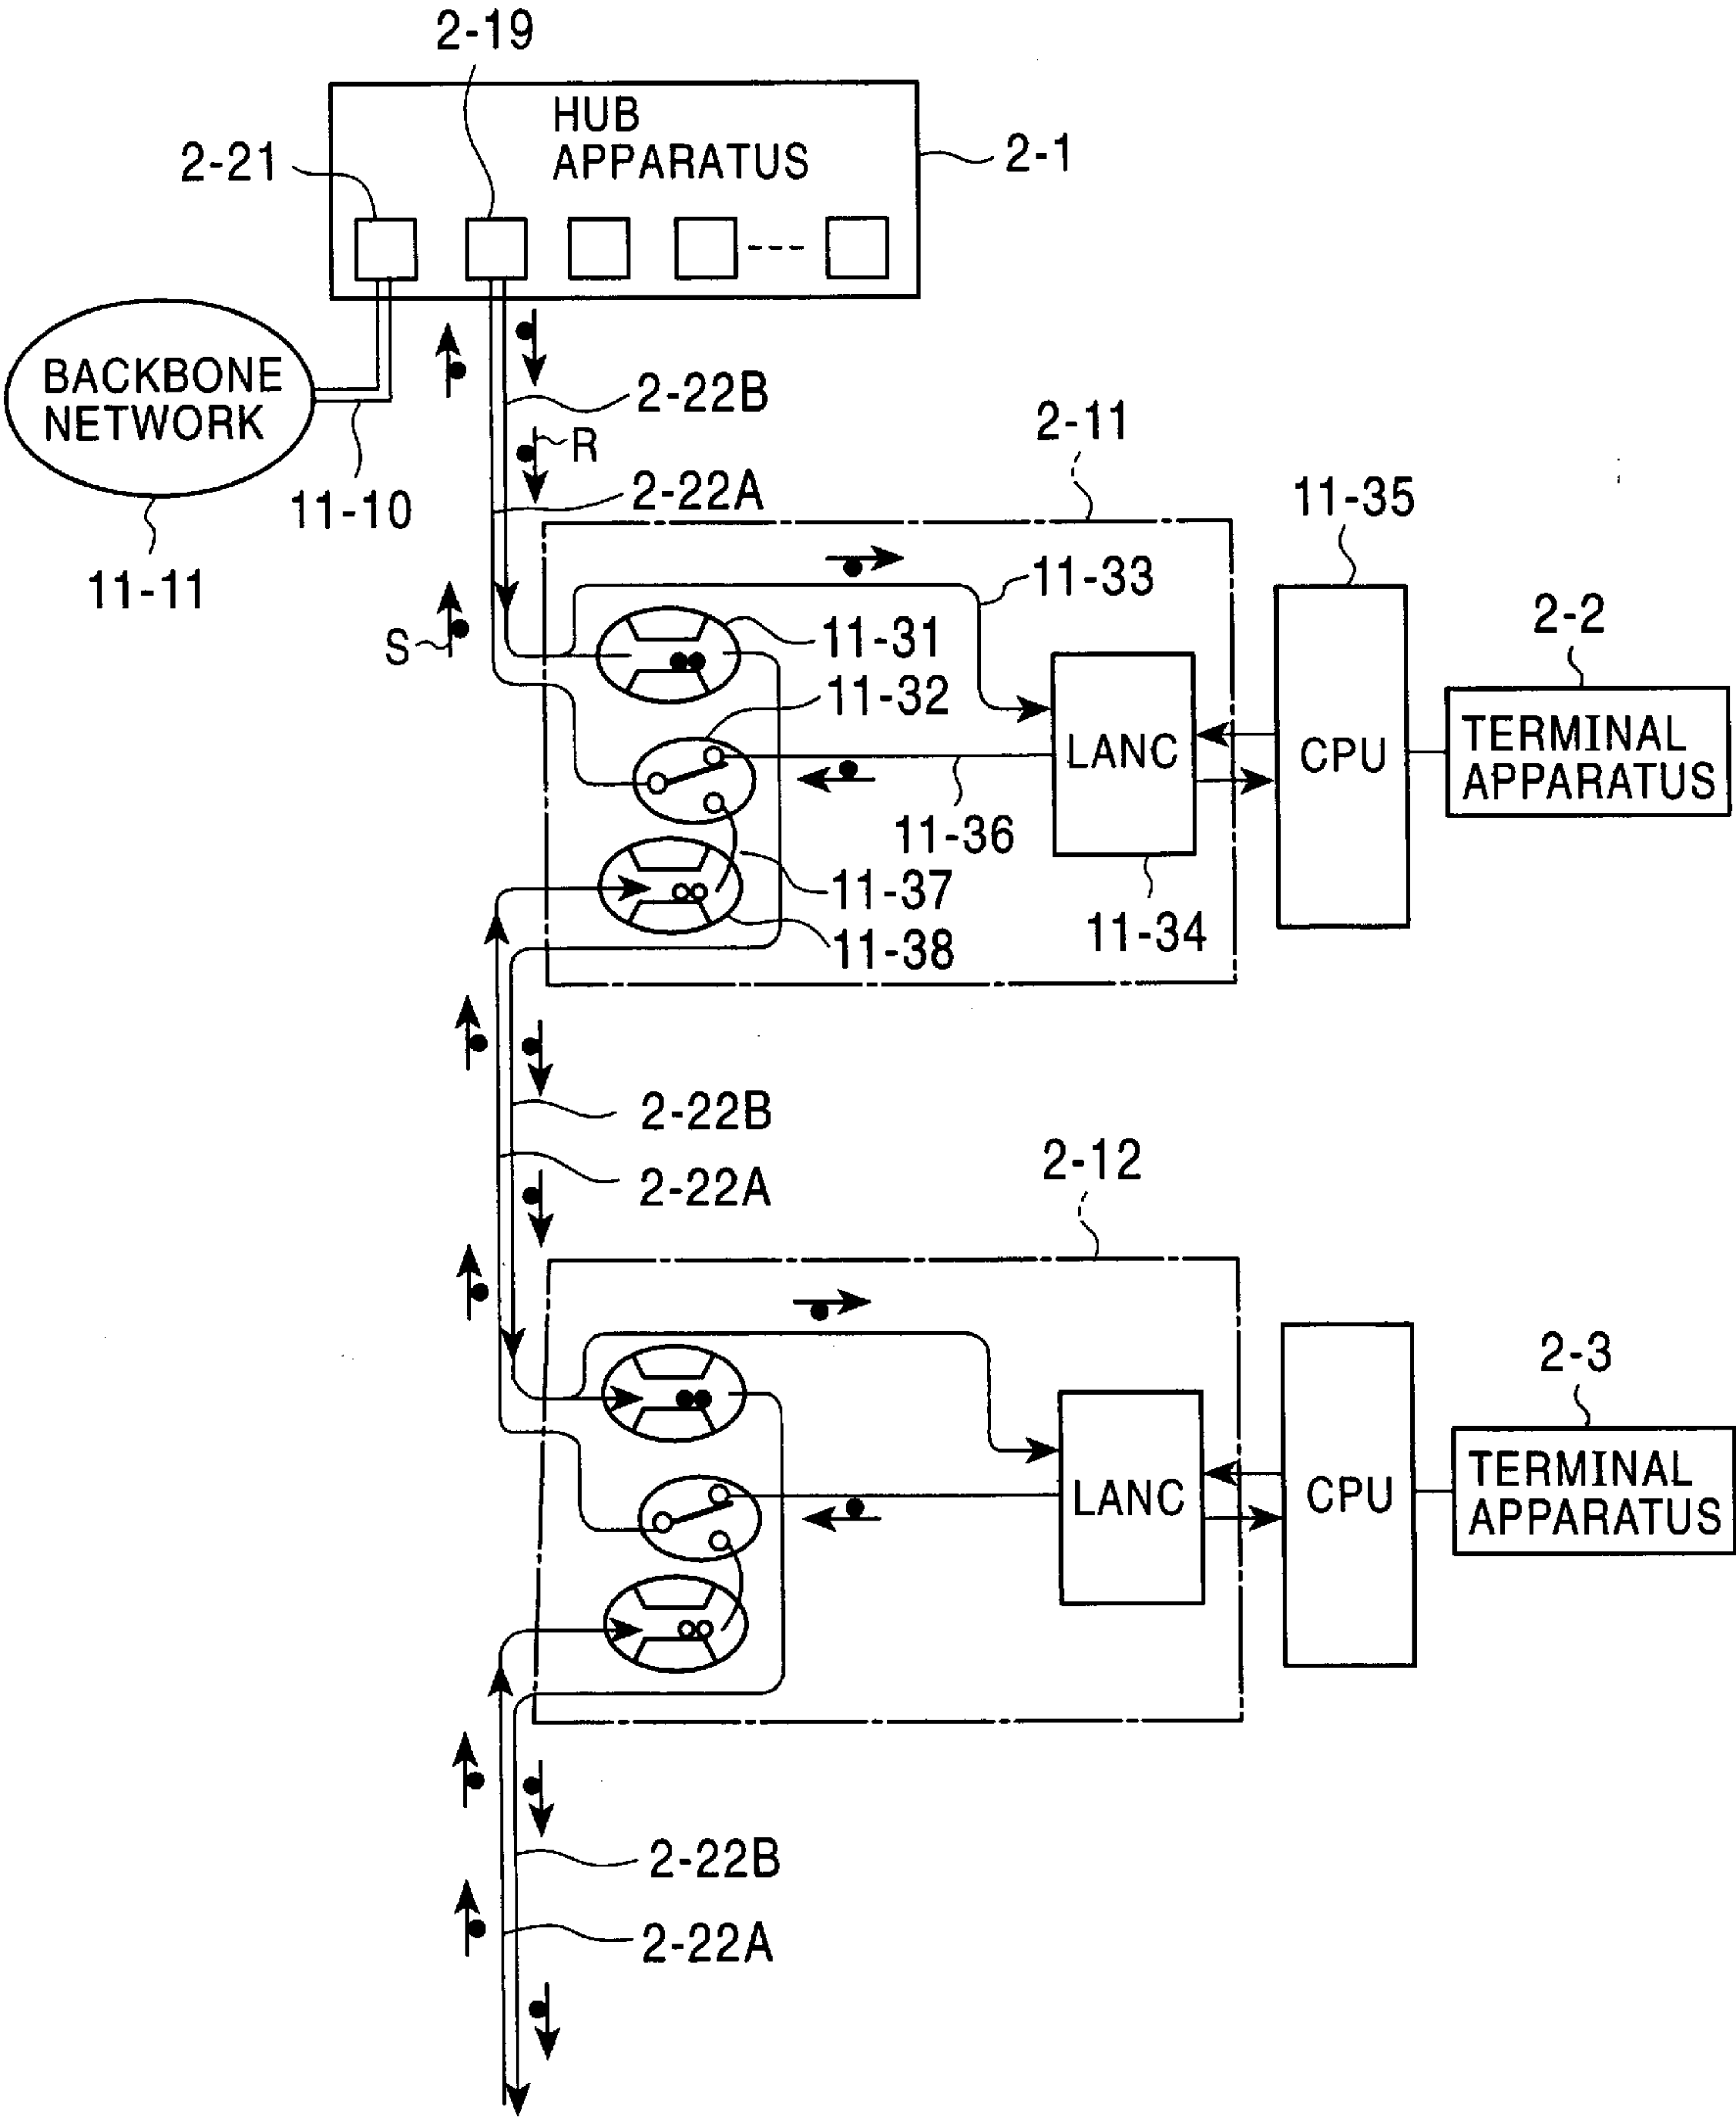 2-19
HUB
APPARATUS
2-1
2-21
BACKBONE
NETWORK
2-22B
R
2-22A
11-10
11-11
2-11
11-35
11-33
S
11-31
11-32
2-2
LANC
CPU
TERMINAL
APPARATUS
11-36
11-37
11-38
11-34
2-22B
2-22A
2-12
2-3
LANC
CPU
TERMINAL
APPARATUS
2-22B
2-22A